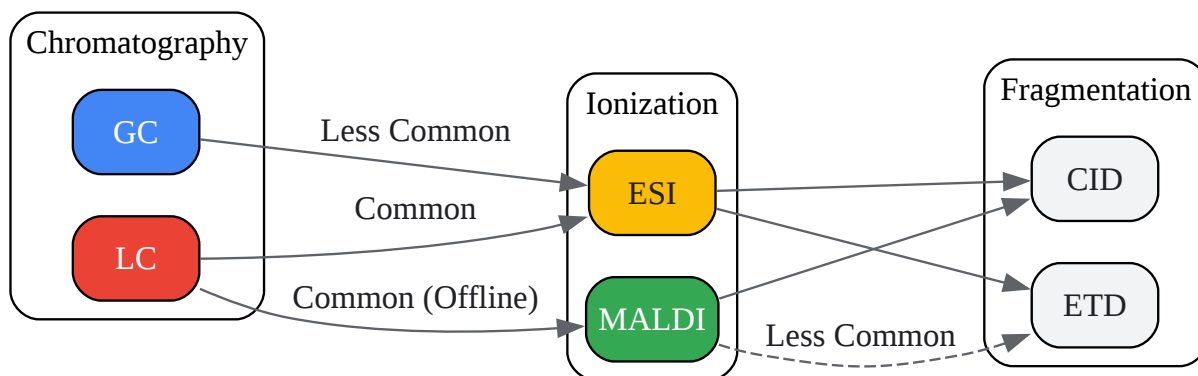 Chromatography
GC
LC
Less Common
Common
Common (Offline)
Ionization
ESI
MALDI
Less Common
Fragmentation
CID
ETD